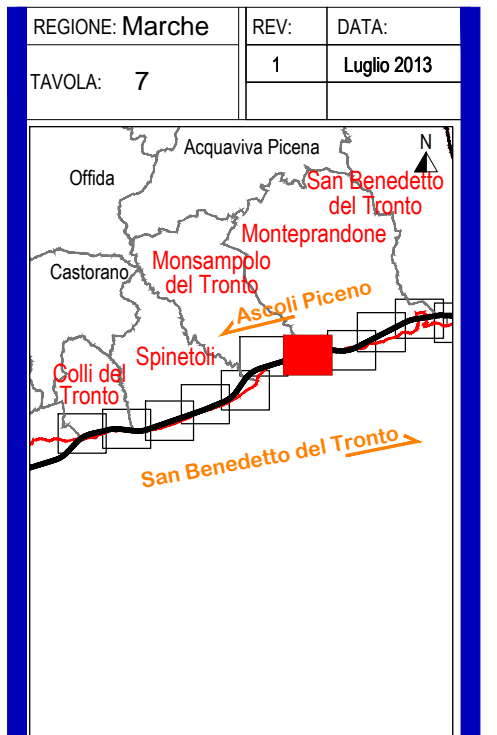 REGIONE: Marche
REV:
DATA:
TAVOLA: 7
1
Luglio 2013
N
Acquaviva Picena
Offida
San Benedetto
del Tronto
Monteprandone
Castorano
Monsampolo
del Tronto
Ascoli Piceno
Spinetoli
Colli del
Tronto
San Benedetto del Tronto